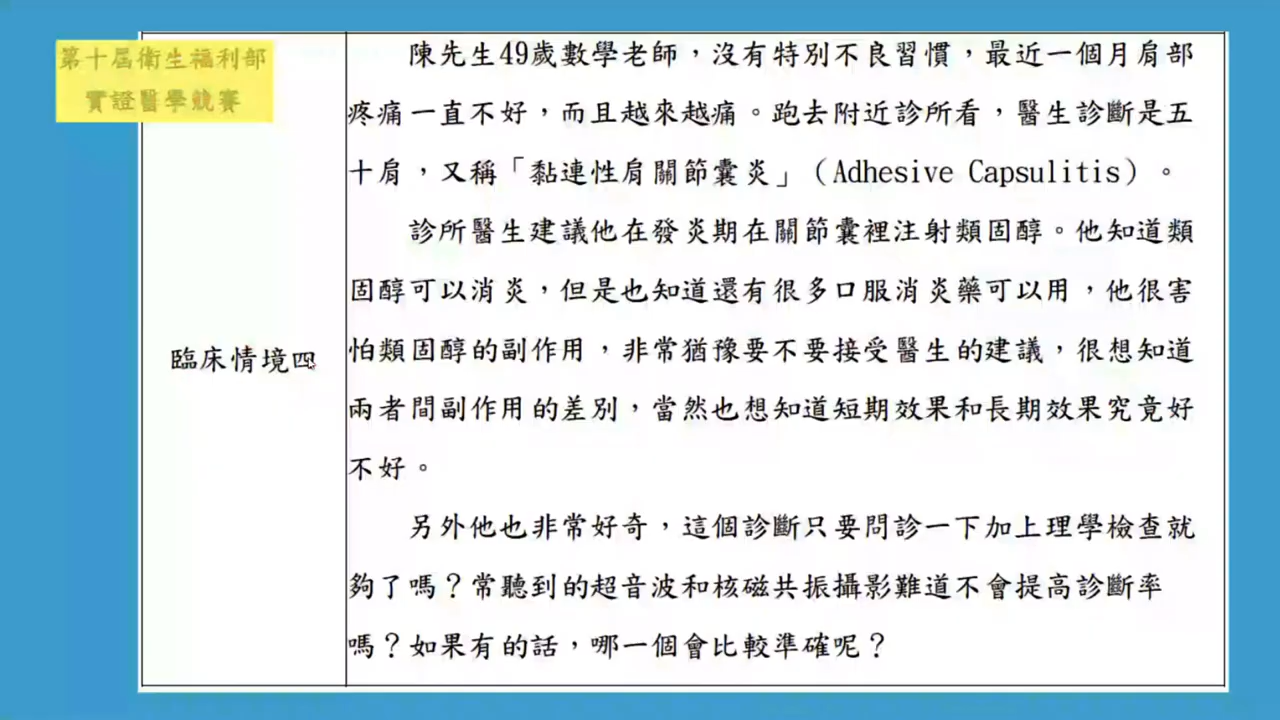 第十屆衛生福利部
實證醫學競賽
臨床情境四
陳先生49歲數學老師，沒有特別不良習慣，最近一個月肩部
疼痛一直不好，而且越來越痛。跑去附近診所看，醫生診斷是五
十肩，又稱「黏連性肩關節囊炎」（Adhesive Capsulitis）。
診所醫生建議他在發炎期在關節囊裡注射類固醇。他知道類
固醇可以消炎，但是也知道還有很多口服消炎藥可以用，他很害
怕類固醇的副作用，非常猶豫要不要接受醫生的建議，很想知道
兩者間副作用的差別，當然也想知道短期效果和長期效果究竟好
不好。
另外他也非常好奇，這個診斷只要問診一下加上理學檢查就
夠了嗎？常聽到的超音波和核磁共振攝影難道不會提高診斷率
嗎？如果有的話，哪一個會比較準確呢？